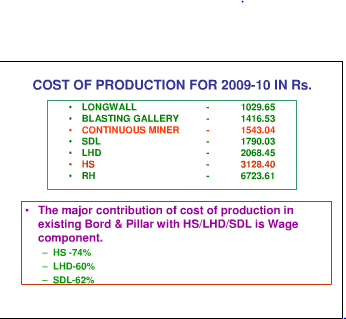 COST OF PRODUCTION FOR 2009-10 IN Rs.
• LONGWALL - 1029.65
• BLASTING GALLERY - 1416.53
• CONTINUOUS MINER - 1543.04
• SDL - 1790.03
• LHD - 2068.45
• HS - 3128.40
• RH - 6723.61
• The major contribution of cost of production in
existing Bord & Pillar with HS/LHD/SDL is Wage
component.
– HS -74%
– LHD-60%
– SDL-62%